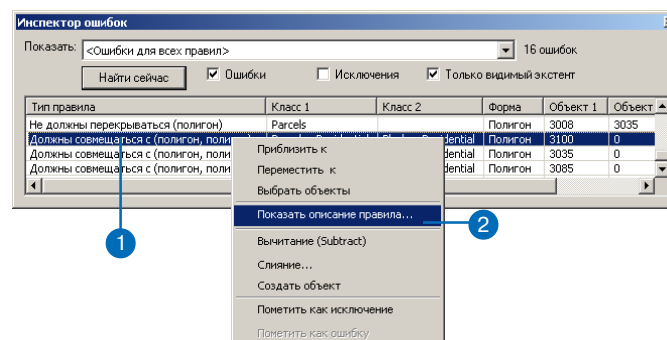 Инспектор ошибок
Показать: <Ошибки для всех правил> 16 ошибок
Найти сейчас Ошибки Исключения Только видимый экстент
Тип правила Класс 1 Класс 2 Форма Объект 1 Объект
Не должны перекрываться (полигон) Parcels Полигон 3008 3035
Должны совмещаться с (полигон, поли dential Полигон 3100 0
Должны совмещаться с (полигон, поли dential Полигон 3035 0
Должны совмещаться с (полигон, поли dential Полигон 3085 0
Приблизить к
Переместить к
Выбрать объекты
Показать описание правила...
Вычитание (Subtract)
Слияние...
Создать объект
Пометить как исключение
Пометить как ошибку
1
2